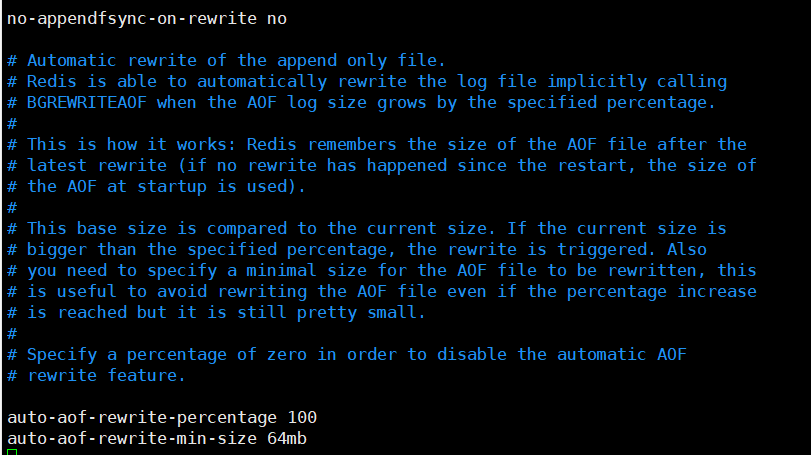 no-appendfsync-on-rewrite no
# Automatic rewrite of the append only file.
# Redis is able to automatically rewrite the log file implicitly calling
# BGREWRITEAOF when the AOF log size grows by the specified percentage.
#
# This is how it works: Redis remembers the size of the AOF file after the
# latest rewrite (if no rewrite has happened since the restart, the size of
# the AOF at startup is used).
#
# This base size is compared to the current size. If the current size is
# bigger than the specified percentage, the rewrite is triggered. Also
# you need to specify a minimal size for the AOF file to be rewritten, this
# is useful to avoid rewriting the AOF file even if the percentage increase
# is reached but it is still pretty small.
#
# Specify a percentage of zero in order to disable the automatic AOF
# rewrite feature.
auto-aof-rewrite-percentage 100
auto-aof-rewrite-min-size 64mb